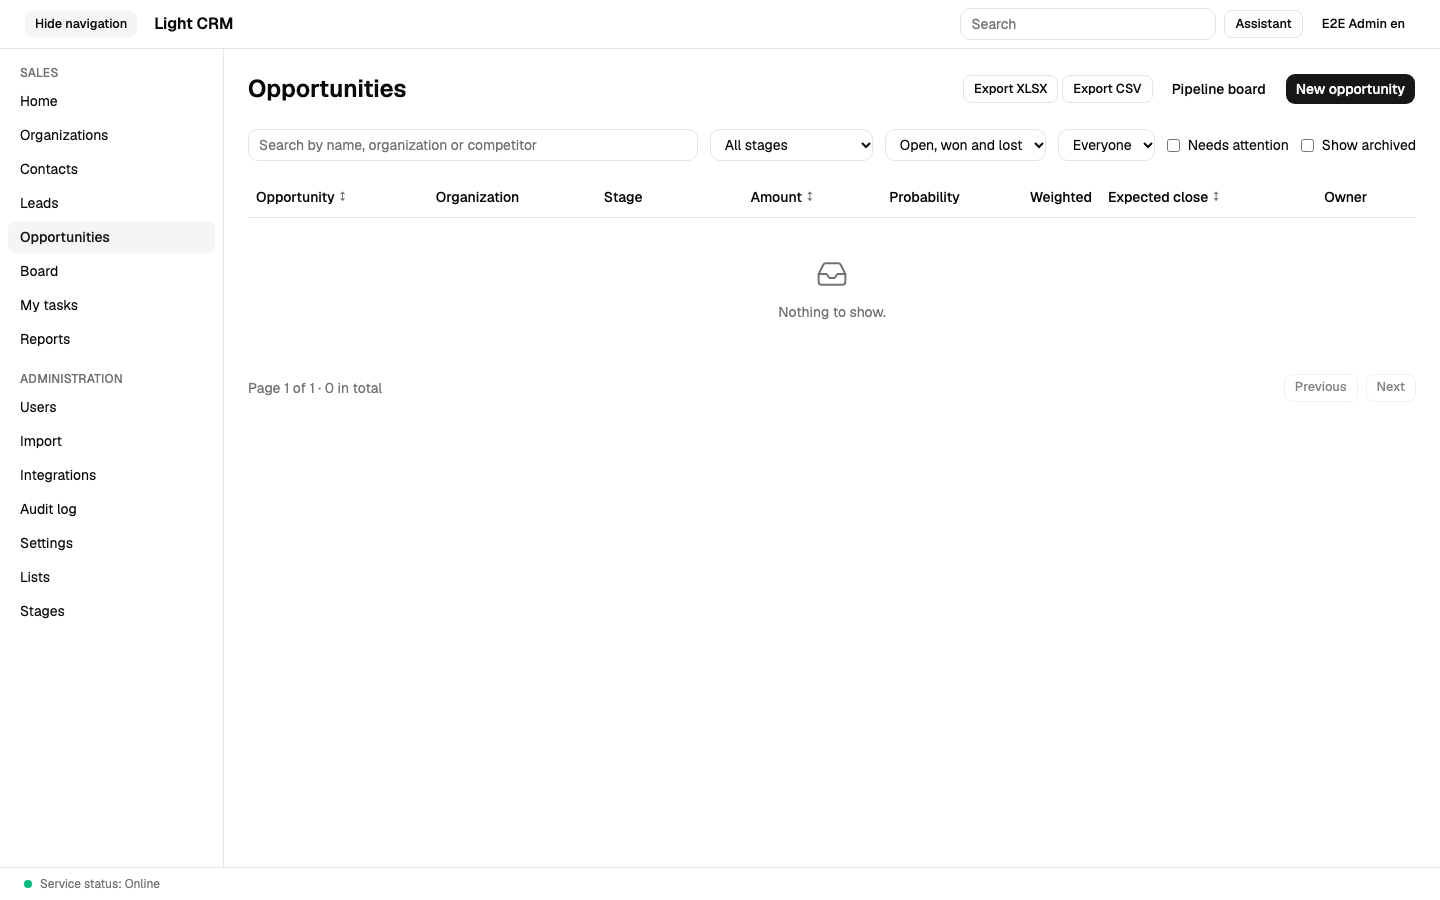 Hide navigation Light CRM Search Assistant E2E Admin en
SALES
Home
Organizations
Contacts
Leads
Opportunities
Board
My tasks
Reports
ADMINISTRATION
Users
Import
Integrations
Audit log
Settings
Lists
Stages
Opportunities Export XLSX Export CSV Pipeline board New opportunity
Search by name, organization or competitor All stages Open, won and lost Everyone Needs attention Show archived
Opportunity ↕ Organization Stage Amount ↕ Probability Weighted Expected close ↕ Owner
Nothing to show.
Page 1 of 1 · 0 in total Previous Next
Service status: Online